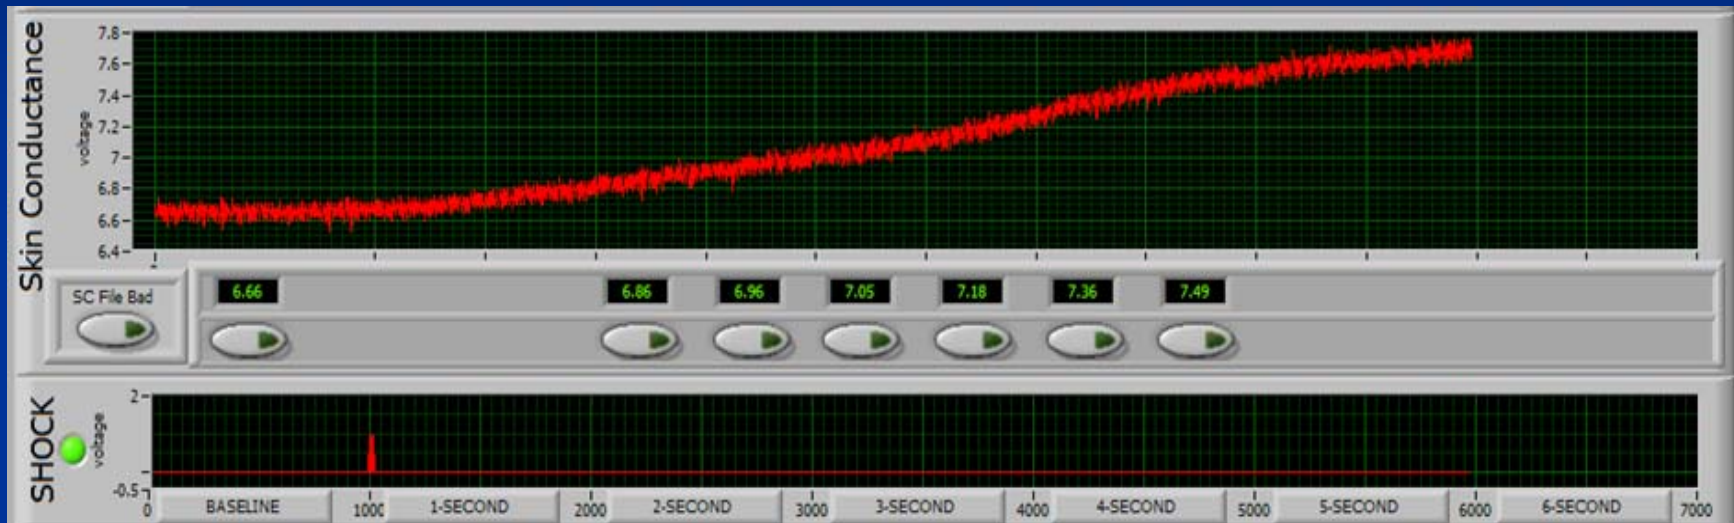 Skin Conductance
voltage
7.8
7.6
7.4
7.2
7
6.8
6.6
6.4
SC File Bad
6.66 6.86 6.96 7.05 7.18 7.36 7.49
SHOCK
voltage
2
-0.5
0 BASELINE 1000 1-SECOND 2000 2-SECOND 3000 3-SECOND 4000 4-SECOND 5000 5-SECOND 6000 6-SECOND 7000